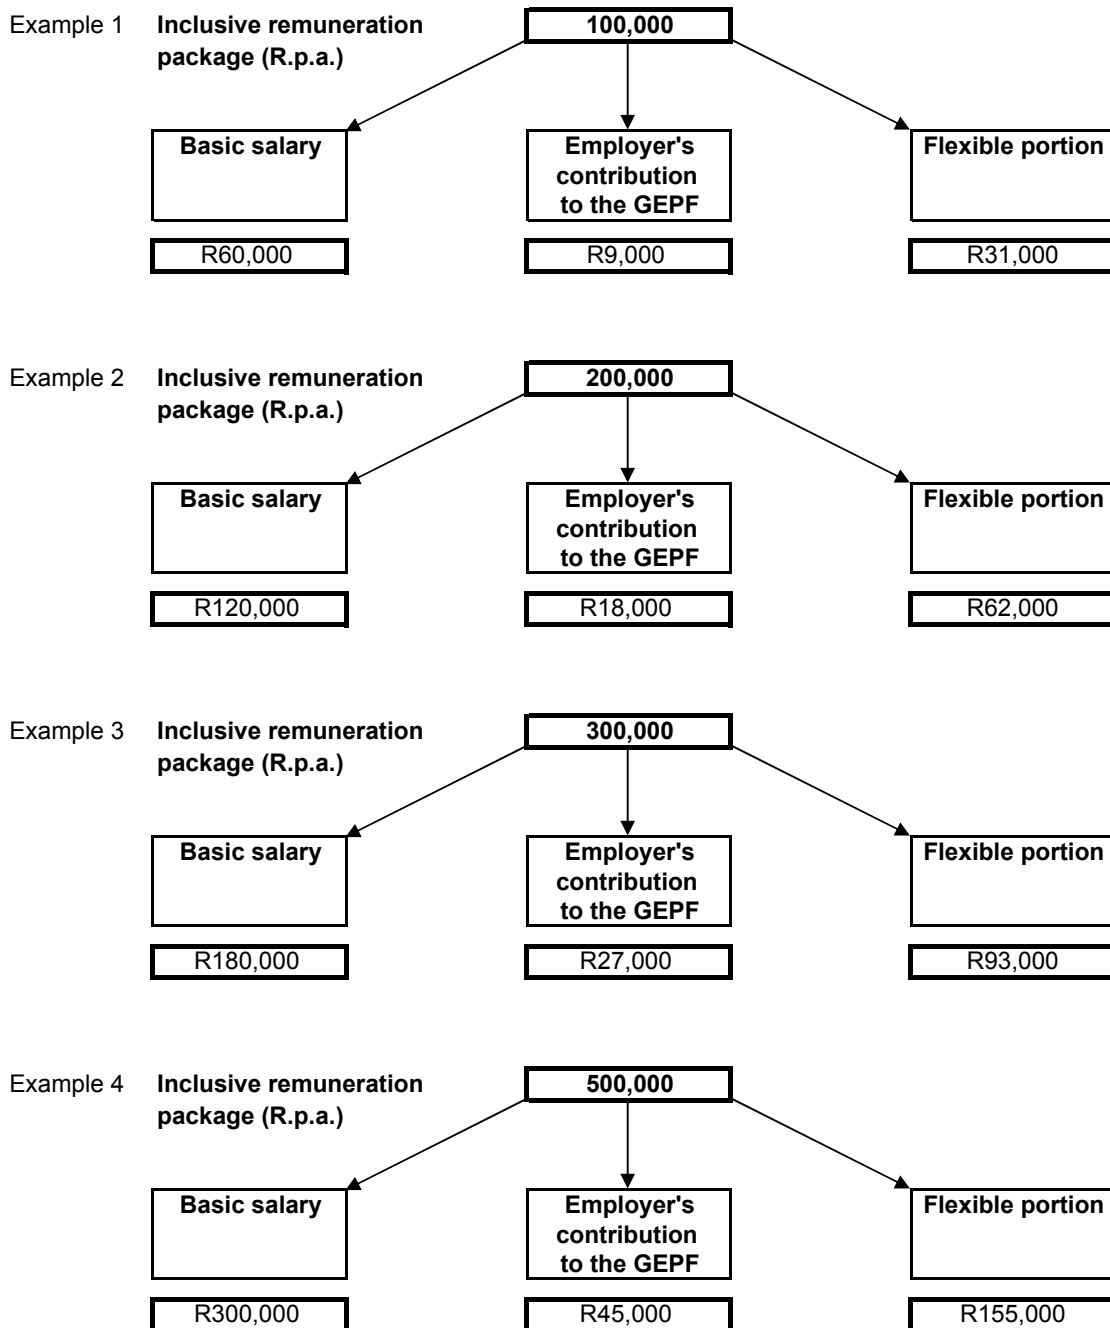 Example 1 Inclusive remuneration 100,000
package (R.p.a.)
Basic salary Employer's Flexible portion
contribution
to the GEPF
R60,000 R9,000 R31,000
Example 2 Inclusive remuneration 200,000
package (R.p.a.)
Basic salary Employer's Flexible portion
contribution
to the GEPF
R120,000 R18,000 R62,000
Example 3 Inclusive remuneration 300,000
package (R.p.a.)
Basic salary Employer's Flexible portion
contribution
to the GEPF
R180,000 R27,000 R93,000
Example 4 Inclusive remuneration 500,000
package (R.p.a.)
Basic salary Employer's Flexible portion
contribution
to the GEPF
R300,000 R45,000 R155,000